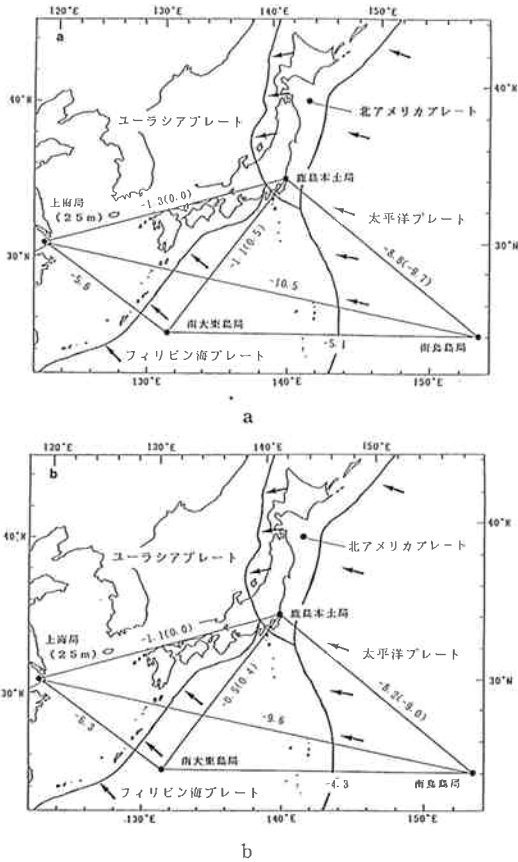 120°E 130°E 140°E 150°E
a
40°N 40°N
北アメリカプレート
ユーラシアプレート
上海局
(25m)
鹿島本土局
-1.3(0.0)
太平洋プレート
30°N 30°N
-1.1(0.5)
-8.8(-9.7)
-10.5
-5.6
南大東島局
-5.1
南鳥島局
フィリピン海プレート
130°E 140°E 150°E
a
120°E 130°E 140°E 150°E
b
40°N 40°N
北アメリカプレート
ユーラシアプレート
上海局
(25m)
鹿島本土局
-1.1(0.0)
太平洋プレート
30°N 30°N
-0.5(0.4)
-8.2(-9.0)
-9.6
-6.3
南大東島局
-4.3
南鳥島局
フィリピン海プレート
130°E 140°E 150°E
b